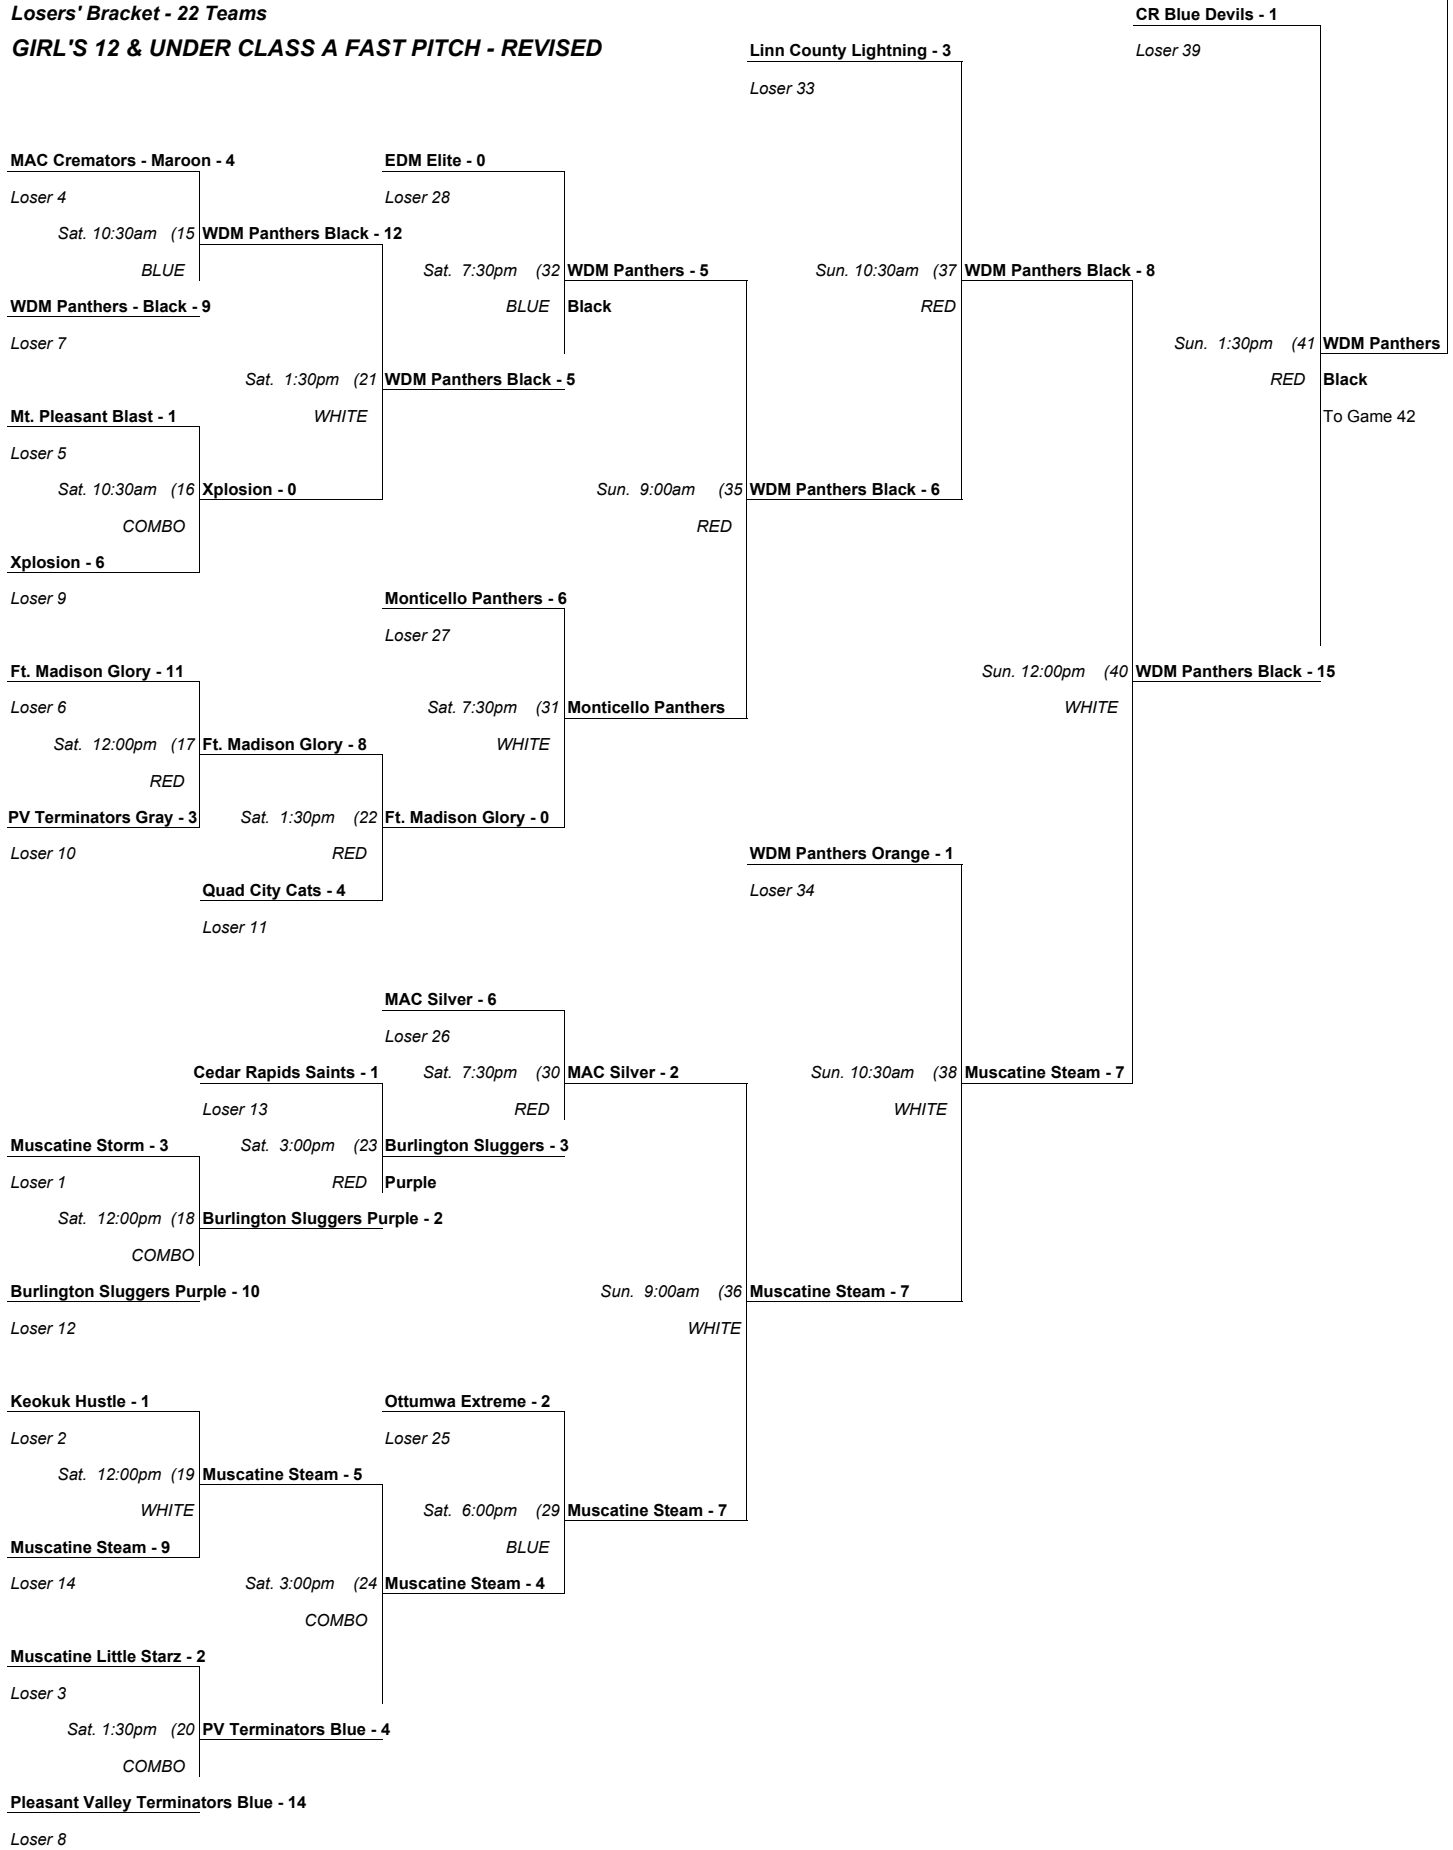 Losers' Bracket - 22 Teams
CR Blue Devils - 1
GIRL'S 12 & UNDER CLASS A FAST PITCH - REVISED
Linn County Lightning - 3
Loser 39
Loser 33
MAC Cremators - Maroon - 4
EDM Elite - 0
Loser 4
Loser 28
Sat. 10:30am (15 WDM Panthers Black - 12
BLUE
Sat. 7:30pm (32 WDM Panthers - 5
Sun. 10:30am (37 WDM Panthers Black - 8
WDM Panthers - Black - 9
BLUE Black
RED
Loser 7
Sun. 1:30pm (41 WDM Panthers
Sat. 1:30pm (21 WDM Panthers Black - 5
RED Black
Mt. Pleasant Blast - 1
WHITE
To Game 42
Loser 5
Sat. 10:30am (16 Xplosion - 0
Sun. 9:00am (35 WDM Panthers Black - 6
COMBO
RED
Xplosion - 6
Loser 9
Monticello Panthers - 6
Loser 27
Ft. Madison Glory - 11
Sun. 12:00pm (40 WDM Panthers Black - 15
Loser 6
Sat. 7:30pm (31 Monticello Panthers
WHITE
Sat. 12:00pm (17 Ft. Madison Glory - 8
WHITE
RED
PV Terminators Gray - 3
Sat. 1:30pm (22 Ft. Madison Glory - 0
Loser 10
RED
WDM Panthers Orange - 1
Quad City Cats - 4
Loser 34
Loser 11
MAC Silver - 6
Loser 26
Cedar Rapids Saints - 1
Sat. 7:30pm (30 MAC Silver - 2
Sun. 10:30am (38 Muscatine Steam - 7
Loser 13
RED
WHITE
Muscatine Storm - 3
Sat. 3:00pm (23 Burlington Sluggers - 3
Loser 1
RED Purple
Sat. 12:00pm (18 Burlington Sluggers Purple - 2
COMBO
Burlington Sluggers Purple - 10
Sun. 9:00am (36 Muscatine Steam - 7
Loser 12
WHITE
Keokuk Hustle - 1
Ottumwa Extreme - 2
Loser 2
Loser 25
Sat. 12:00pm (19 Muscatine Steam - 5
WHITE
Sat. 6:00pm (29 Muscatine Steam - 7
Muscatine Steam - 9
BLUE
Loser 14
Sat. 3:00pm (24 Muscatine Steam - 4
COMBO
Muscatine Little Starz - 2
Loser 3
Sat. 1:30pm (20 PV Terminators Blue - 4
COMBO
Pleasant Valley Terminators Blue - 14
Loser 8